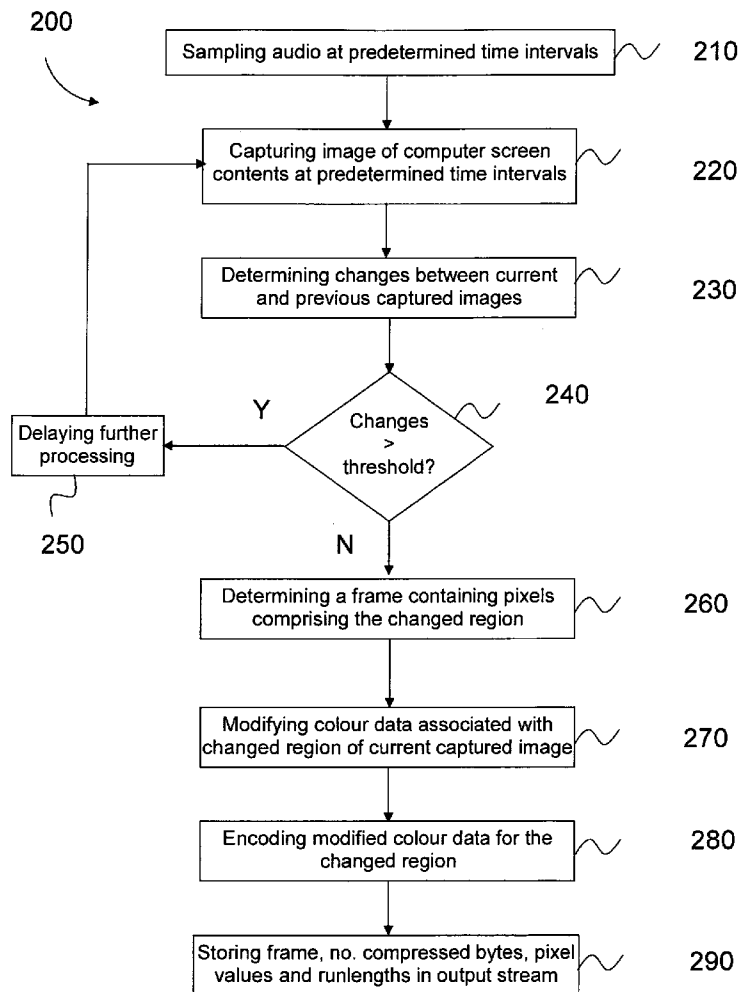 200
Sampling audio at predetermined time intervals
210
Capturing image of computer screen
contents at predetermined time intervals
220
Determining changes between current
and previous captured images
230
Changes
>
threshold?
240
Y
Delaying further
processing
250
N
Determining a frame containing pixels
comprising the changed region
260
Modifying colour data associated with
changed region of current captured image
270
Encoding modified colour data for the
changed region
280
Storing frame, no. compressed bytes, pixel
values and runlengths in output stream
290